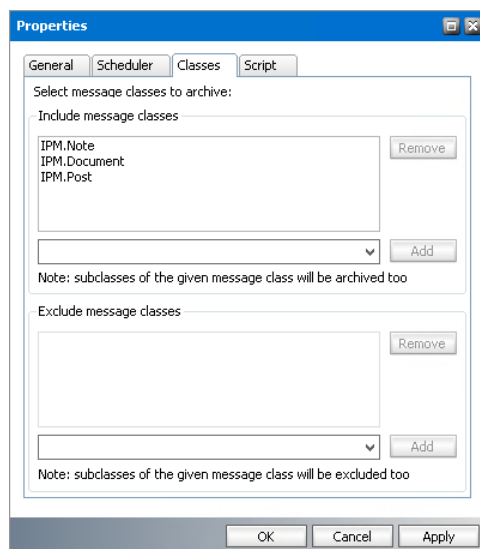 Properties
General Scheduler Classes Script
Select message classes to archive:
Include message classes
IPM.Note
IPM.Document
IPM.Post
Remove
Add
Note: subclasses of the given message class will be archived too
Exclude message classes
Remove
Add
Note: subclasses of the given message class will be excluded too
OK Cancel Apply